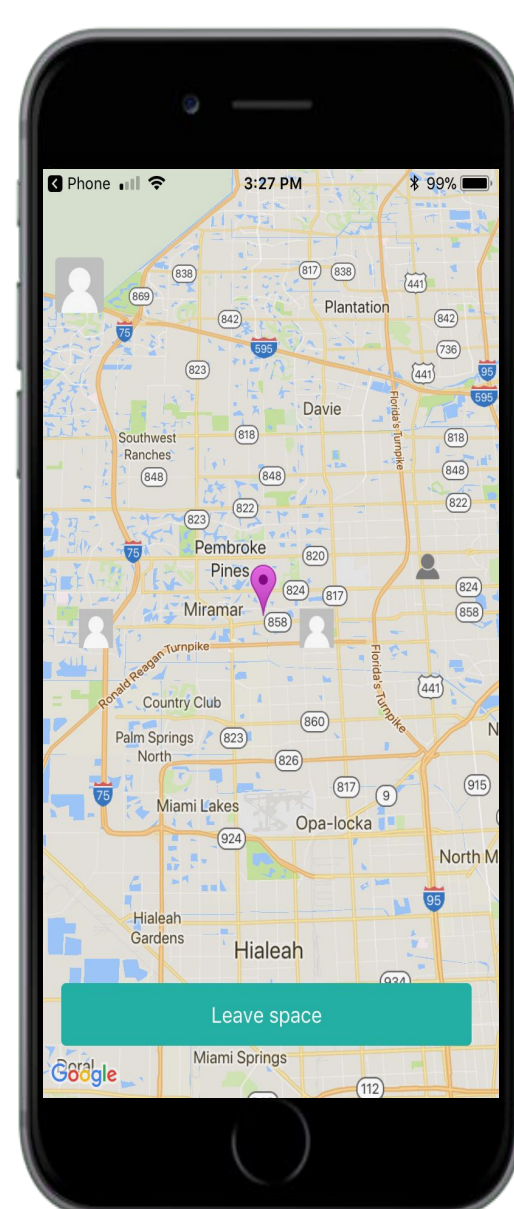 Phone
3:27 PM
99%
838
817
838
441
869
Plantation
75
842
842
595
736
823
441
95
595
Davie
Florida's Turnpike
Southwest
Ranches
818
818
848
848
848
822
822
823
Pembroke
Pines
75
820
824
817
824
858
Miramar
858
Ronald Reagan Turnpike
Florida's Turnpike
441
Country Club
860
Palm Springs
North
823
826
75
817
9
915
Miami Lakes
Opa-locka
924
North M
95
Hialeah
Gardens
Hialeah
934
Leave space
Doral
Google
Miami Springs
112